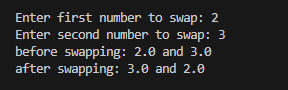 Enter first number to swap: 2
Enter second number to swap: 3
before swapping: 2.0 and 3.0
after swapping: 3.0 and 2.0